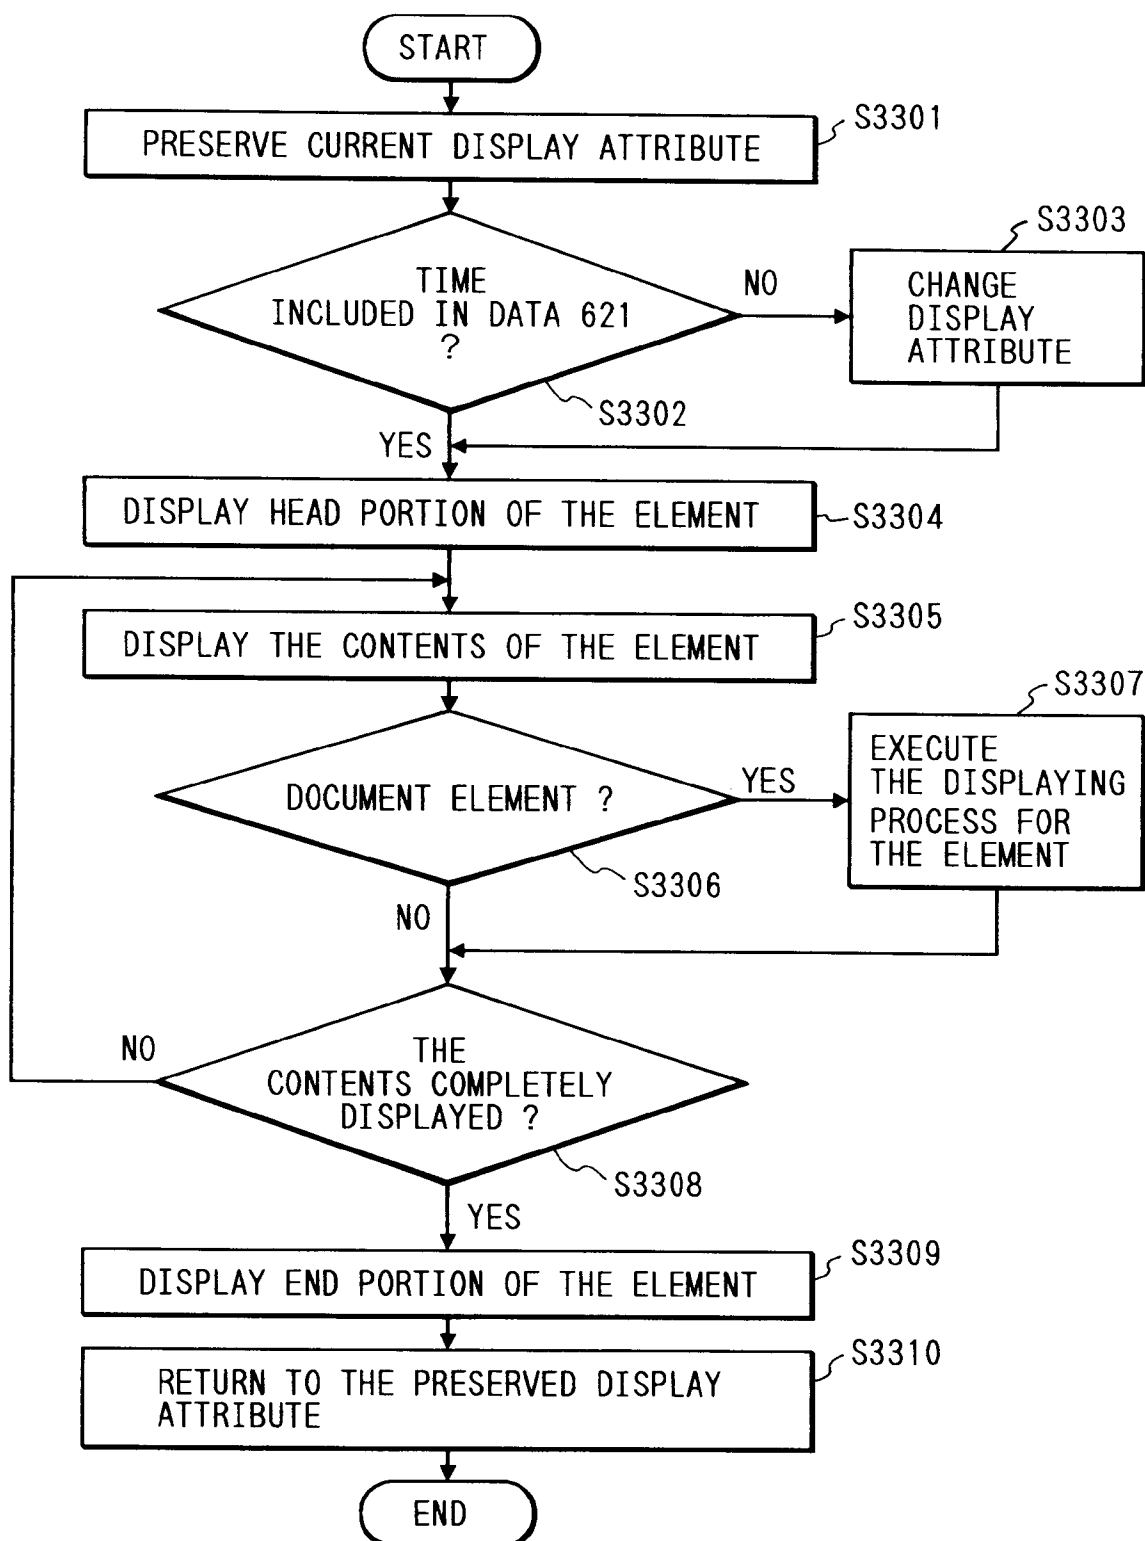 START
PRESERVE CURRENT DISPLAY ATTRIBUTE
S3301
TIME
INCLUDED IN DATA 621
?
S3302
NO
S3303
CHANGE
DISPLAY
ATTRIBUTE
YES
DISPLAY HEAD PORTION OF THE ELEMENT
S3304
DISPLAY THE CONTENTS OF THE ELEMENT
S3305
DOCUMENT ELEMENT ?
S3306
YES
S3307
EXECUTE
THE DISPLAYING
PROCESS FOR
THE ELEMENT
NO
THE
CONTENTS COMPLETELY
DISPLAYED ?
S3308
NO
YES
DISPLAY END PORTION OF THE ELEMENT
S3309
RETURN TO THE PRESERVED DISPLAY
ATTRIBUTE
S3310
END